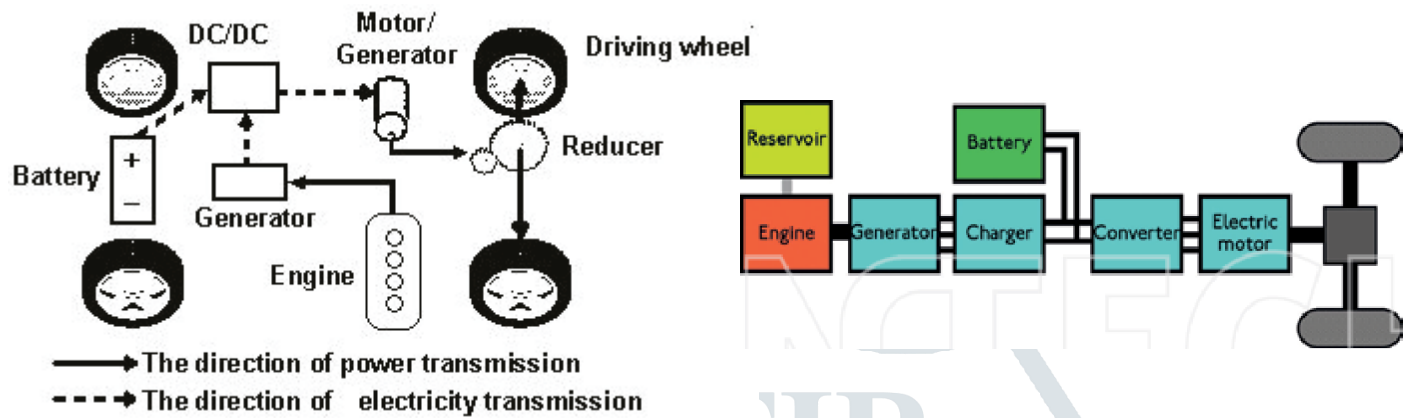 DC/DC
Motor/
Generator
Driving wheel
Battery
+
−
Generator
Reducer
Engine
The direction of power transmission
The direction of electricity transmission
Reservoir
Battery
Engine
Generator
Charger
Converter
Electric
motor